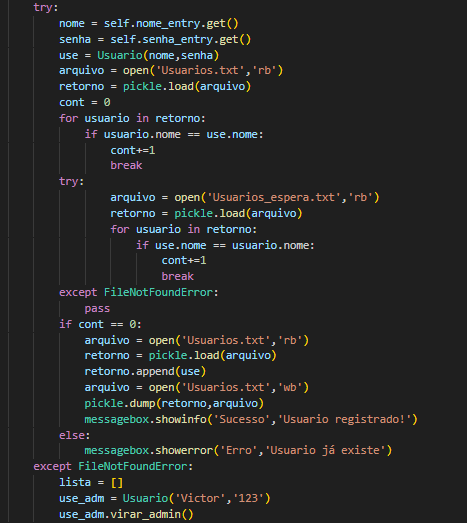 try:
nome = self.nome_entry.get()
senha = self.senha_entry.get()
use = Usuario(nome,senha)
arquivo = open('Usuarios.txt','rb')
retorno = pickle.load(arquivo)
cont = 0
for usuario in retorno:
if usuario.nome == use.nome:
cont+=1
break
try:
arquivo = open('Usuarios_espera.txt','rb')
retorno = pickle.load(arquivo)
for usuario in retorno:
if use.nome == usuario.nome:
cont+=1
break
except FileNotFoundError:
pass
if cont == 0:
arquivo = open('Usuarios.txt','rb')
retorno = pickle.load(arquivo)
retorno.append(use)
arquivo = open('Usuarios.txt','wb')
pickle.dump(retorno,arquivo)
messagebox.showinfo('Sucesso','Usuario registrado!')
else:
messagebox.showerror('Erro','Usuario já existe')
except FileNotFoundError:
lista = []
use_adm = Usuario('Victor','123')
use_adm.virar_admin()